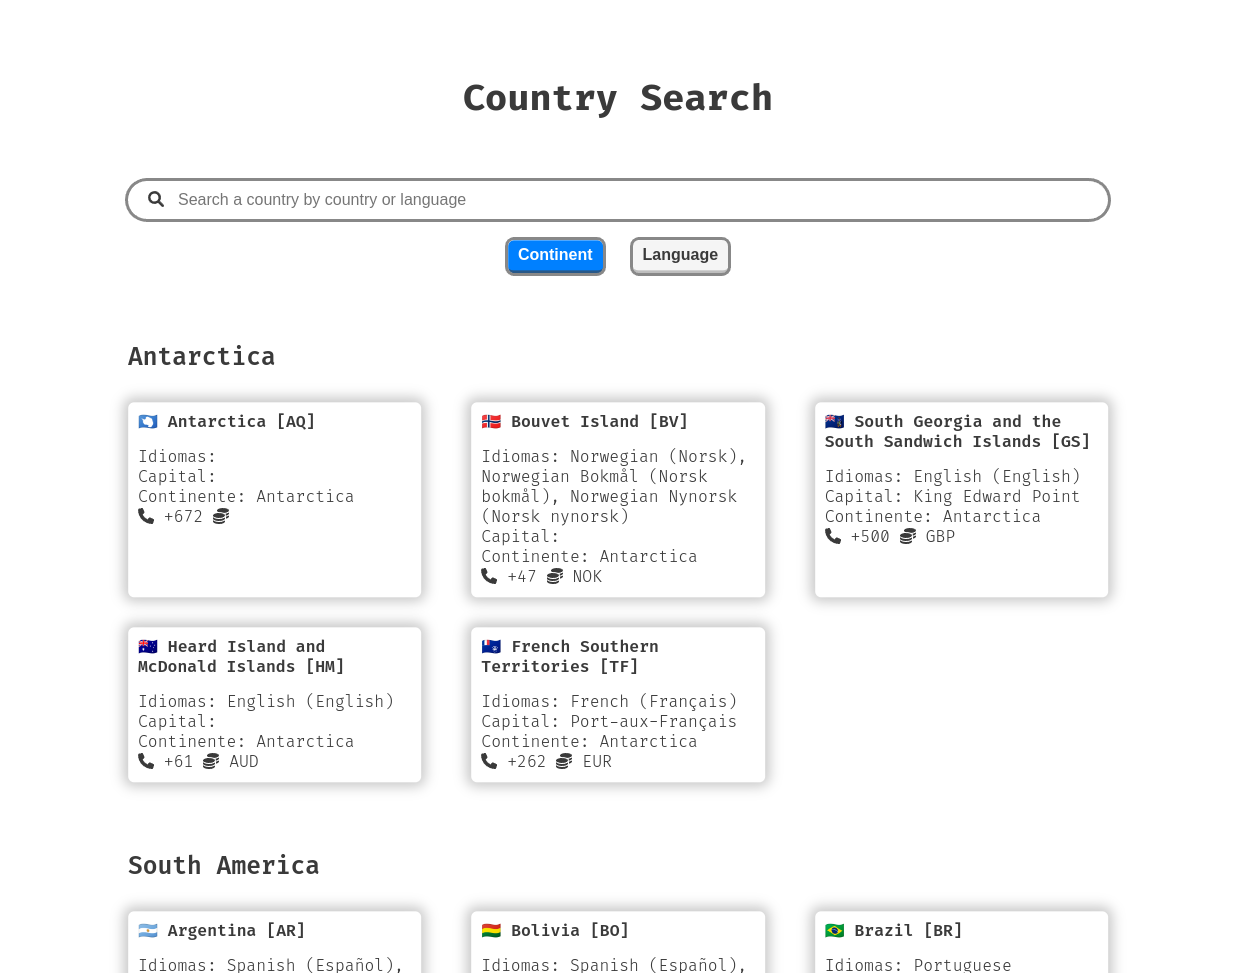 Country Search
Search a country by country or language
Continent
Language
Antarctica
Antarctica [AQ]
Idiomas:
Capital:
Continente: Antarctica
+672
Bouvet Island [BV]
Idiomas: Norwegian (Norsk),
Norwegian Bokmål (Norsk
bokmål), Norwegian Nynorsk
(Norsk nynorsk)
Capital:
Continente: Antarctica
+47 NOK
South Georgia and the
South Sandwich Islands [GS]
Idiomas: English (English)
Capital: King Edward Point
Continente: Antarctica
+500 GBP
Heard Island and
McDonald Islands [HM]
Idiomas: English (English)
Capital:
Continente: Antarctica
+61 AUD
French Southern
Territories [TF]
Idiomas: French (Français)
Capital: Port-aux-Français
Continente: Antarctica
+262 EUR
South America
Argentina [AR]
Idiomas: Spanish (Español),
Bolivia [BO]
Idiomas: Spanish (Español),
Brazil [BR]
Idiomas: Portuguese